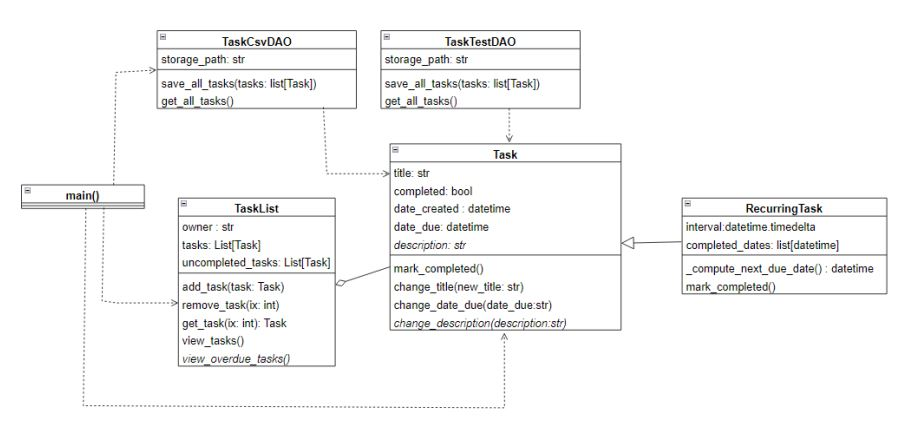 TaskCsvDAO
storage_path: str
save_all_tasks(tasks: list[Task])
get_all_tasks()
TaskTestDAO
storage_path: str
save_all_tasks(tasks: list[Task])
get_all_tasks()
main()
TaskList
owner : str
tasks: List[Task]
uncompleted_tasks: List[Task]
add_task(task: Task)
remove_task(ix: int)
get_task(ix: int): Task
view_tasks()
view_overdue_tasks()
Task
title: str
completed: bool
date_created : datetime
date_due: datetime
description: str
mark_completed()
change_title(new_title: str)
change_date_due(date_due:str)
change_description(description:str)
RecurringTask
interval:datetime.timedelta
completed_dates: list[datetime]
_compute_next_due_date() : datetime
mark_completed()